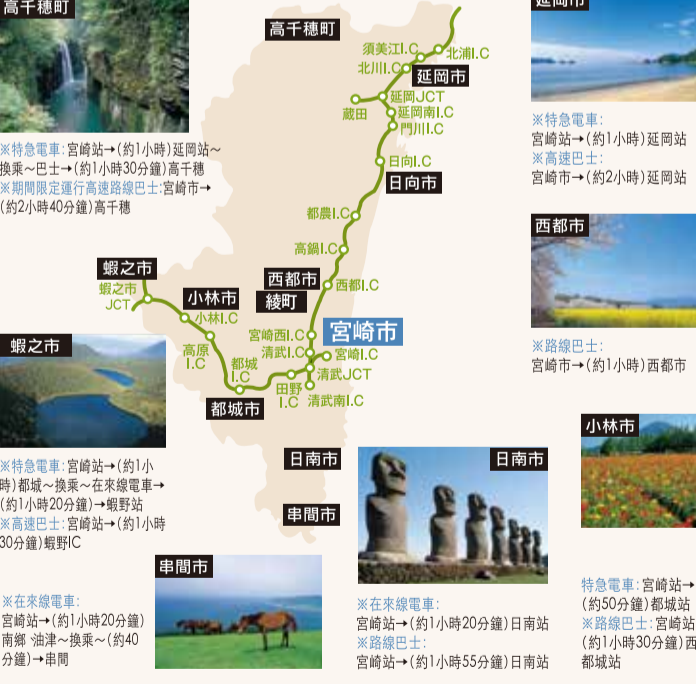 高千穂町
※特急電車:宮崎站→(約1小時)延岡站~
換乘~巴士→(約1小時30分鐘)高千穗
※期間限定運行高速路線巴士:宮崎市→
(約2小時40分鐘)高千穗
高千穂町
須美江I.C
北浦I.C
北川I.C
延岡市
延岡JCT
蔵田
延岡南I.C
門川I.C
日向I.C
日向市
都農I.C
高鍋I.C
西都市
西都I.C
綾町
宮崎市
宮崎西I.C
清武I.C
宮崎I.C
清武JCT
清武南I.C
田野
I.C
都城
I.C
都城市
高原
I.C
小林市
小林I.C
蝦之市
蝦之市
JCT
日南市
串間市
延岡市
※特急電車:
宮崎站→(約1小時)延岡站
※高速巴士:
宮崎市→(約2小時)延岡站
西都市
※路線巴士:
宮崎市→(約1小時)西都市
蝦之市
※特急電車:宮崎站→(約1小
時)都城~換乘~在來線電車→
(約1小時20分鐘)→蝦野站
※高速巴士:宮崎站→(約1小時
30分鐘)蝦野IC
※在來線電車:
宮崎站→(約1小時20分鐘)
南鄉·油津~換乘~(約40
分鐘)→串間
串間市
日南市
※在來線電車:
宮崎站→(約1小時20分鐘)日南站
※路線巴士:
宮崎站→(約1小時55分鐘)日南站
小林市
特急電車:宮崎站→
(約50分鐘)都城站
※路線巴士:宮崎站
(約1小時30分鐘)西
都城站